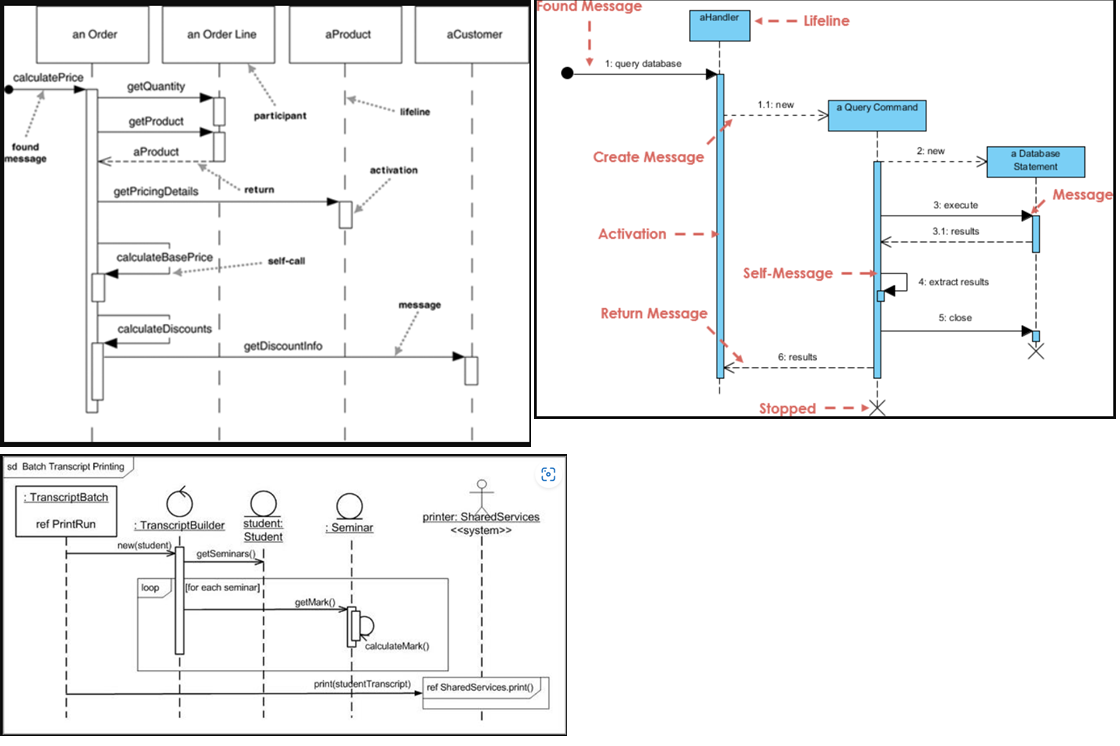 an Order
an Order Line
aProduct
aCustomer
calculatePrice
getQuantity
participant
lifeline
found
message
getProduct
aProduct
return
activation
getPricingDetails
calculateBasePrice
self-call
message
calculateDiscounts
getDiscountInfo
Found Message
aHandler
Lifeline
1: query database
1.1: new
a Query Command
Create Message
2: new
a Database
Statement
Message
3: execute
3.1: results
Activation
Self-Message
4: extract results
Return Message
5: close
6: results
Stopped
sd Batch Transcript Printing
: TranscriptBatch
ref PrintRun
: TranscriptBuilder
student:
Student
: Seminar
printer: SharedServices
<<system>>
new(student)
getSeminars()
loop
[for each seminar]
getMark()
calculateMark()
print(studentTranscript)
ref SharedServices.print()